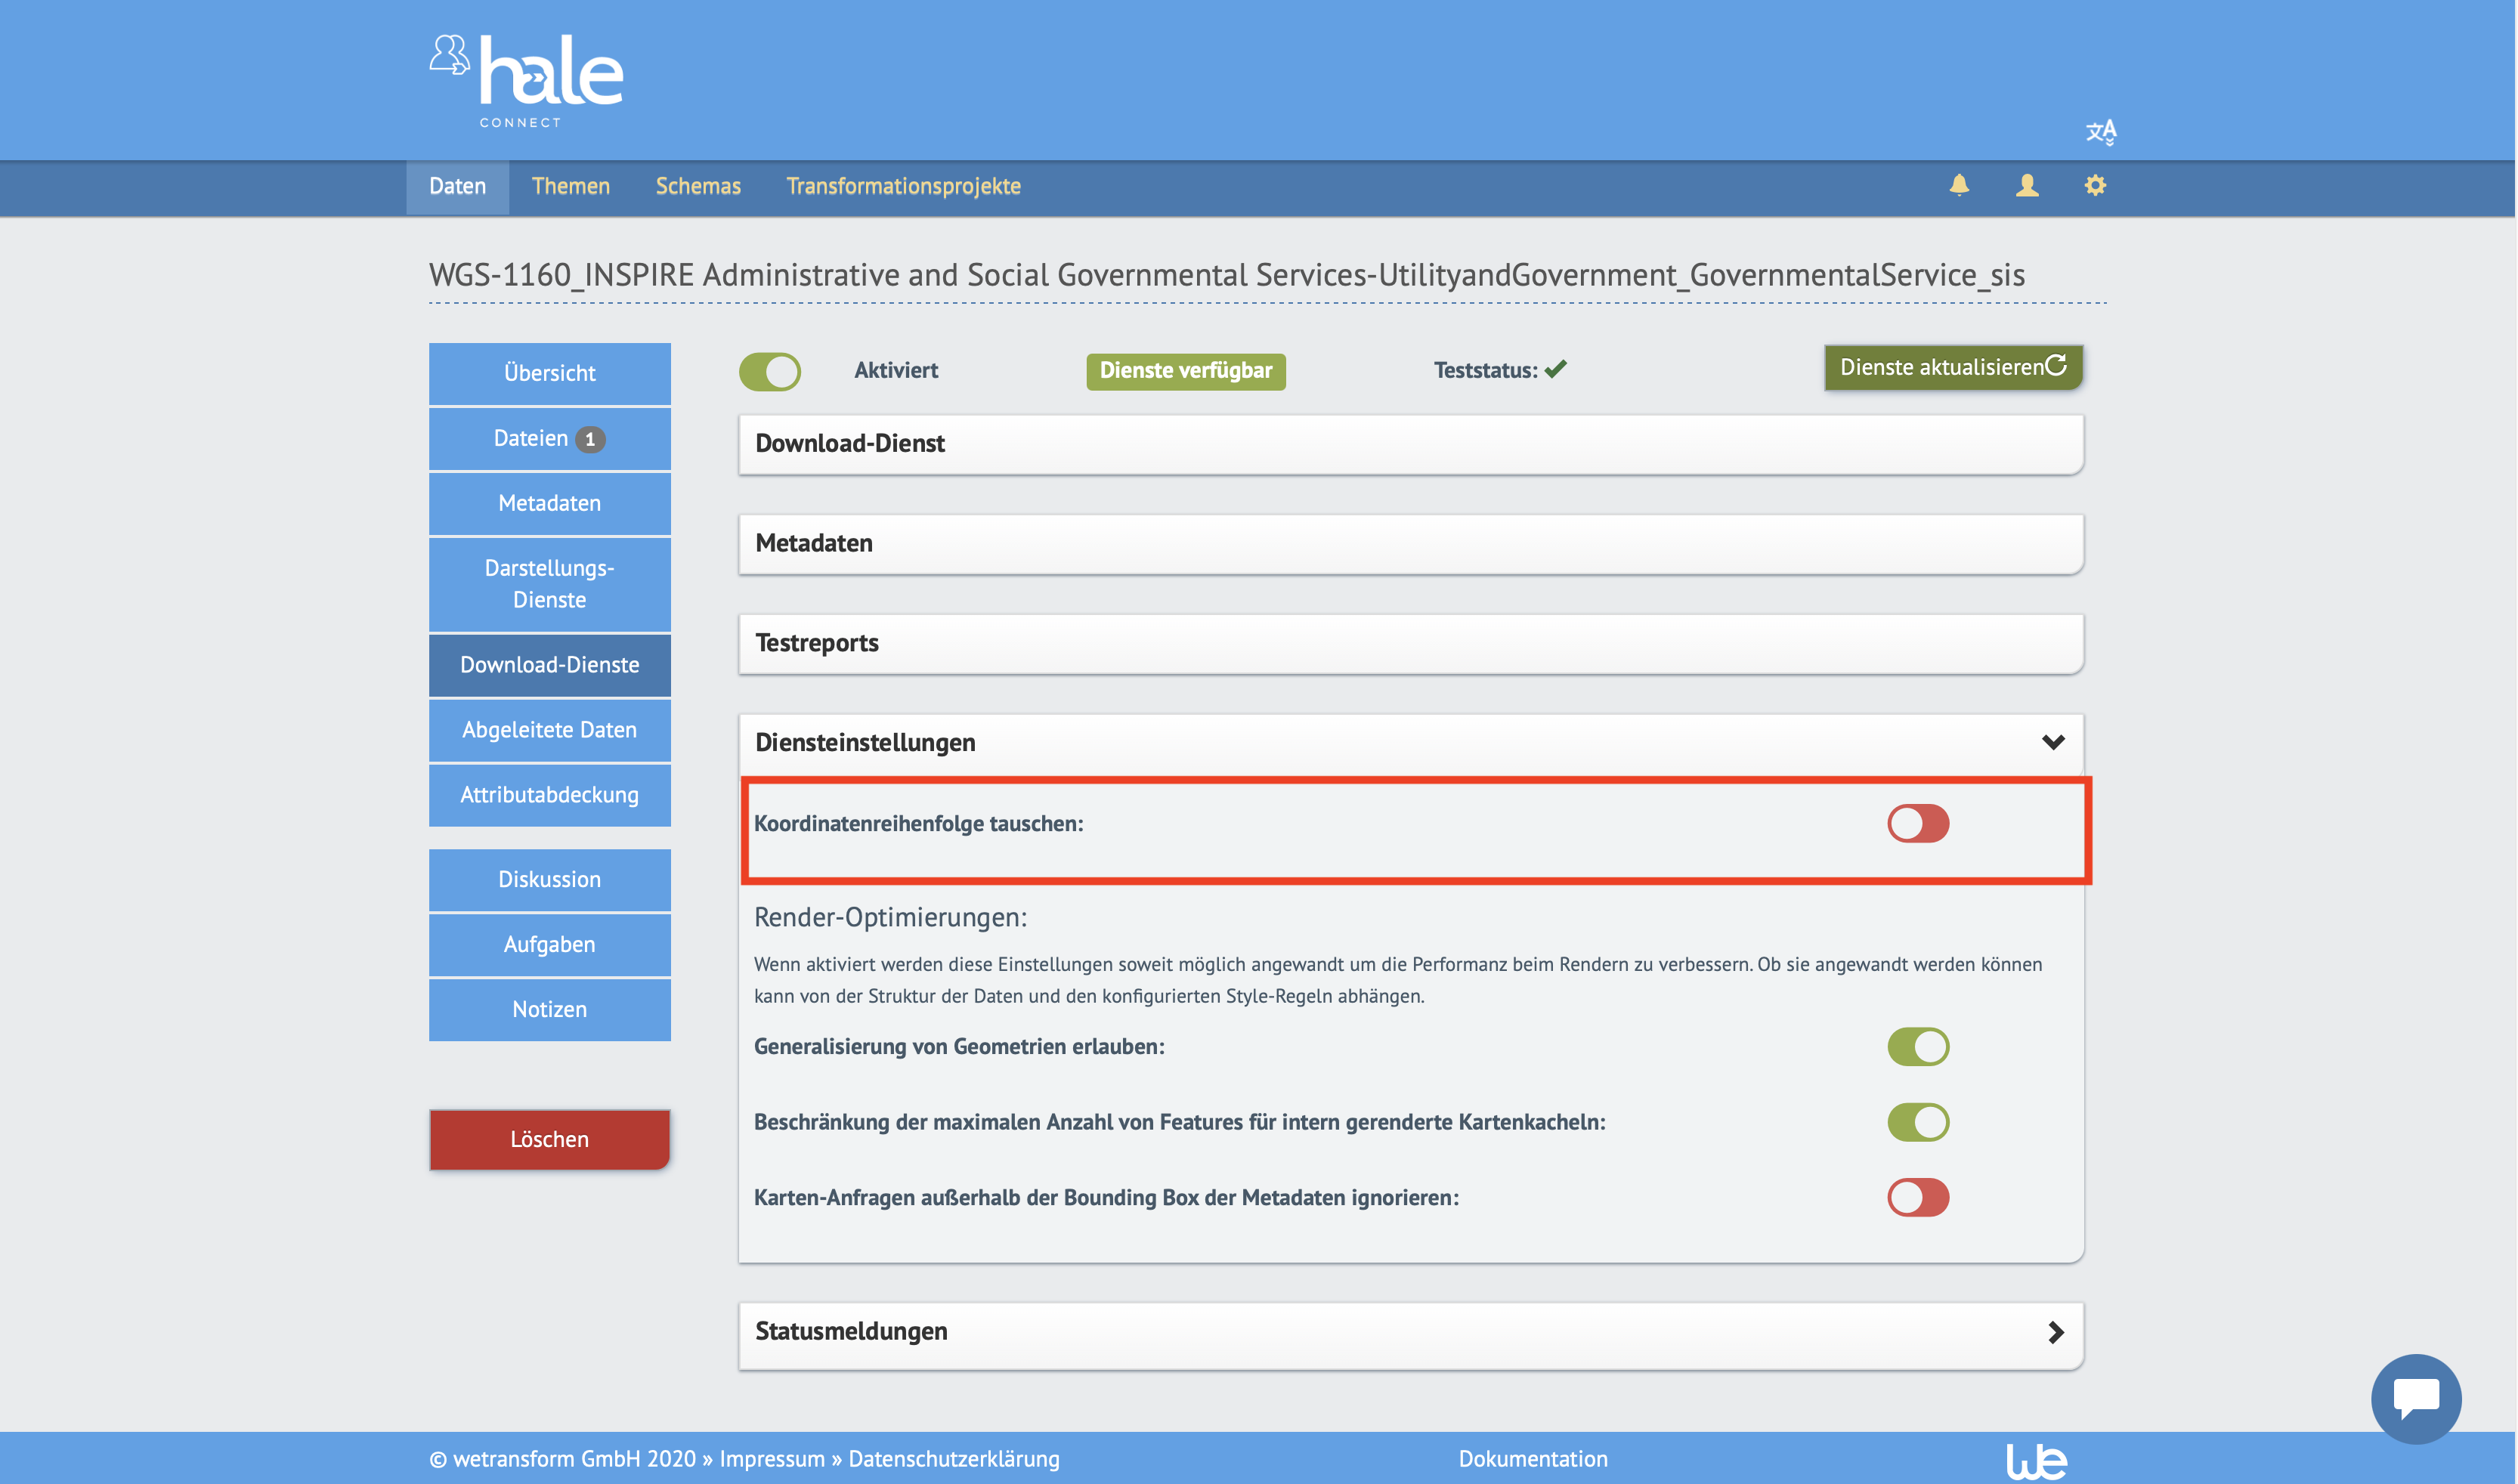 hale
CONNECT
Daten Themen Schemas Transformationsprojekte
WGS-1160_INSPIRE Administrative and Social Governmental Services-UtilityandGovernment_GovernmentalService_sis
Übersicht
Dateien 1
Metadaten
Darstellungs-
Dienste
Download-Dienste
Abgeleitete Daten
Attributabdeckung
Diskussion
Aufgaben
Notizen
Löschen
Aktiviert Dienste verfügbar Teststatus: Dienste aktualisieren
Download-Dienst
Metadaten
Testreports
Diensteinstellungen
Koordinatenreihenfolge tauschen:
Render-Optimierungen:
Wenn aktiviert werden diese Einstellungen soweit möglich angewandt um die Performanz beim Rendern zu verbessern. Ob sie angewandt werden können
kann von der Struktur der Daten und den konfigurierten Style-Regeln abhängen.
Generalisierung von Geometrien erlauben:
Beschränkung der maximalen Anzahl von Features für intern gerenderte Kartenkacheln:
Karten-Anfragen außerhalb der Bounding Box der Metadaten ignorieren:
Statusmeldungen
© wetransform GmbH 2020 » Impressum » Datenschutzerklärung Dokumentation we